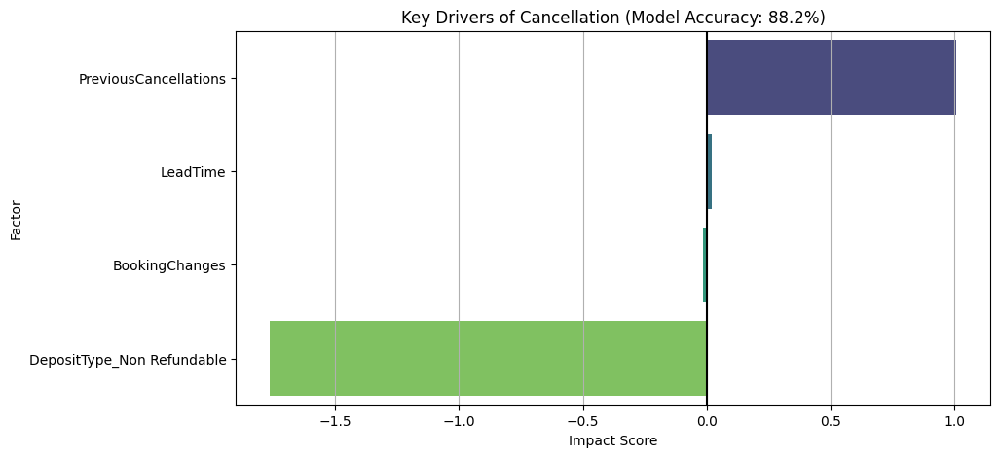 Key Drivers of Cancellation (Model Accuracy: 88.2%)
PreviousCancellations
LeadTime
BookingChanges
DepositType_Non Refundable
Factor
−1.5 −1.0 −0.5 0.0 0.5 1.0
Impact Score